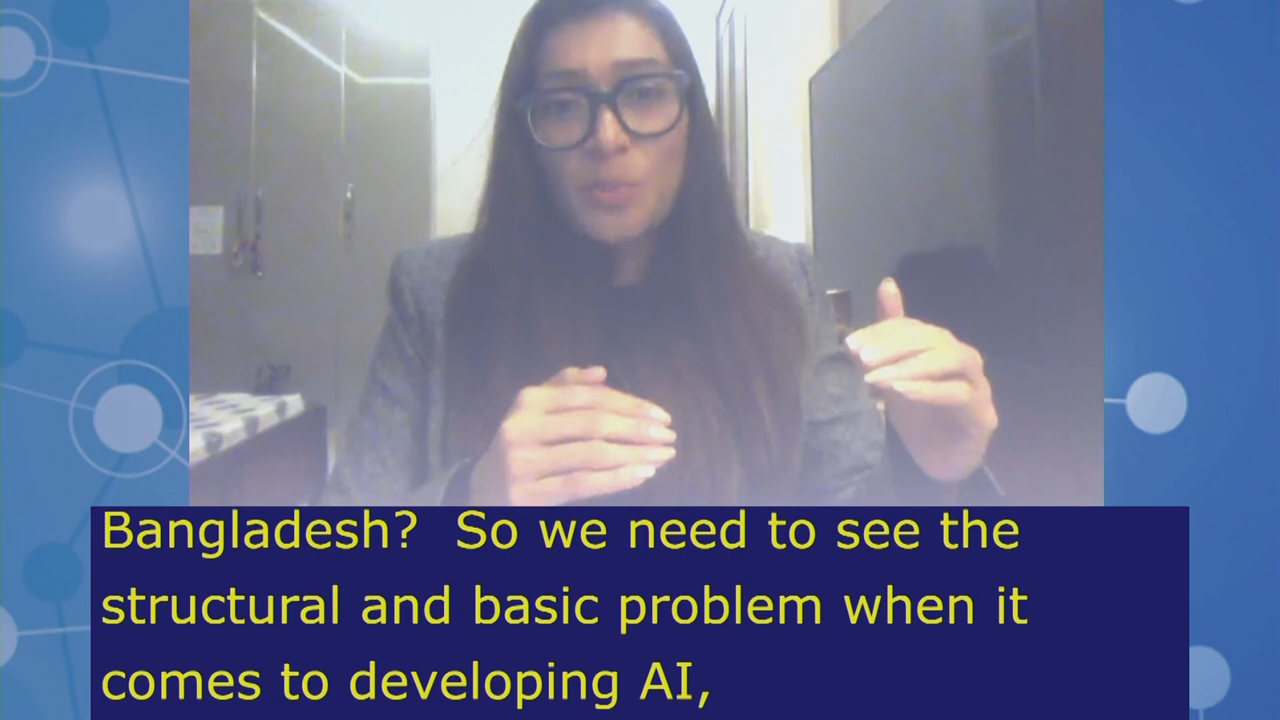 Bangladesh?  So we need to see the
structural and basic problem when it
comes to developing AI,